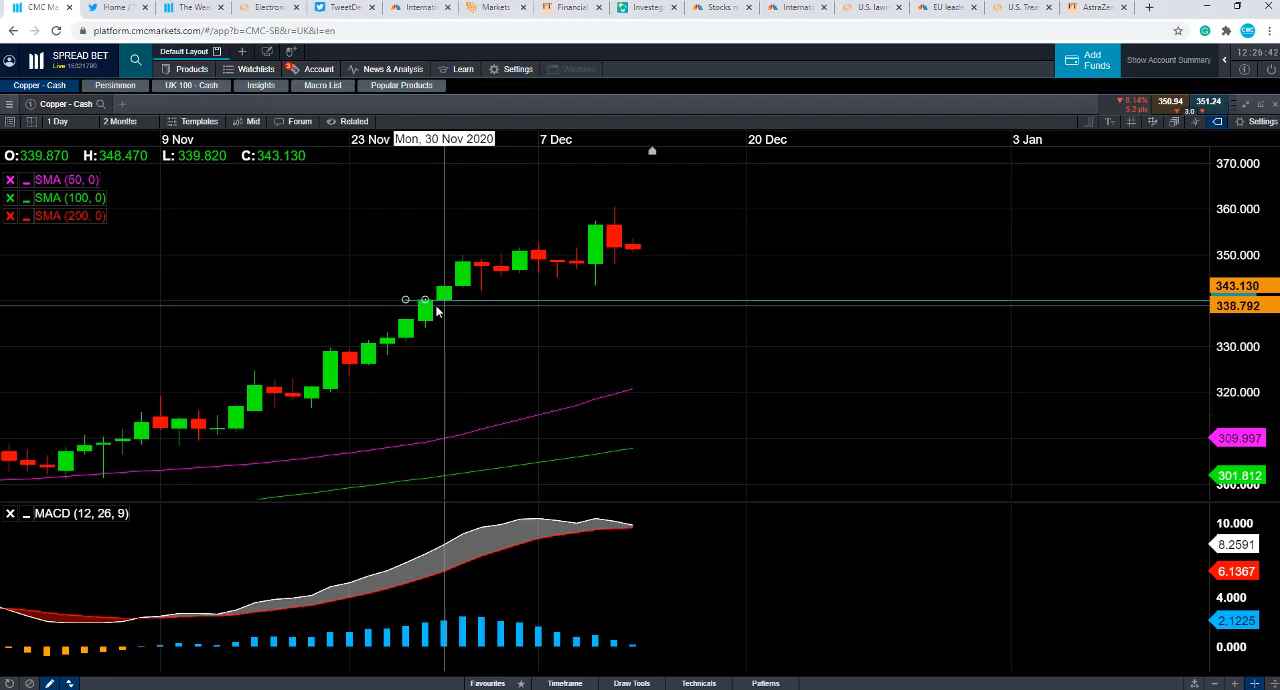 CMC Ma
Home /
The Wee
Electroni
TweetDe
Internati
Markets
Financial
Investeg
Stocks m
Internati
U.S. law
EU leade
U.S. Trea
AstraZen
platform.cmcmarkets.com/#/app?b=CMC-SB&r=UK&l=en
SPREAD BET
Live 15321790
Default Layout
Products
Watchlists
3 Account
News & Analysis
Learn
Settings
Windows
Add Funds
Show Account Summary
12:26:42
Copper - Cash
Persimmon
UK 100 - Cash
Insights
Macro List
Popular Products
Copper - Cash
0.14%
5.2 pts
350.94
351.24
3.0
1 Day
2 Months
Templates
Mid
Forum
Related
Settings
9 Nov
23 Nov
Mon, 30 Nov 2020
7 Dec
20 Dec
3 Jan
O:339.870 H:348.470 L:339.820 C:343.130
SMA (50, 0)
SMA (100, 0)
SMA (200, 0)
370.000
360.000
350.000
343.130
338.792
330.000
320.000
309.997
301.812
300.000
MACD (12, 26, 9)
10.000
8.2591
6.1367
4.000
2.1225
0.000
Favourites
Timeframe
Draw Tools
Technicals
Patterns